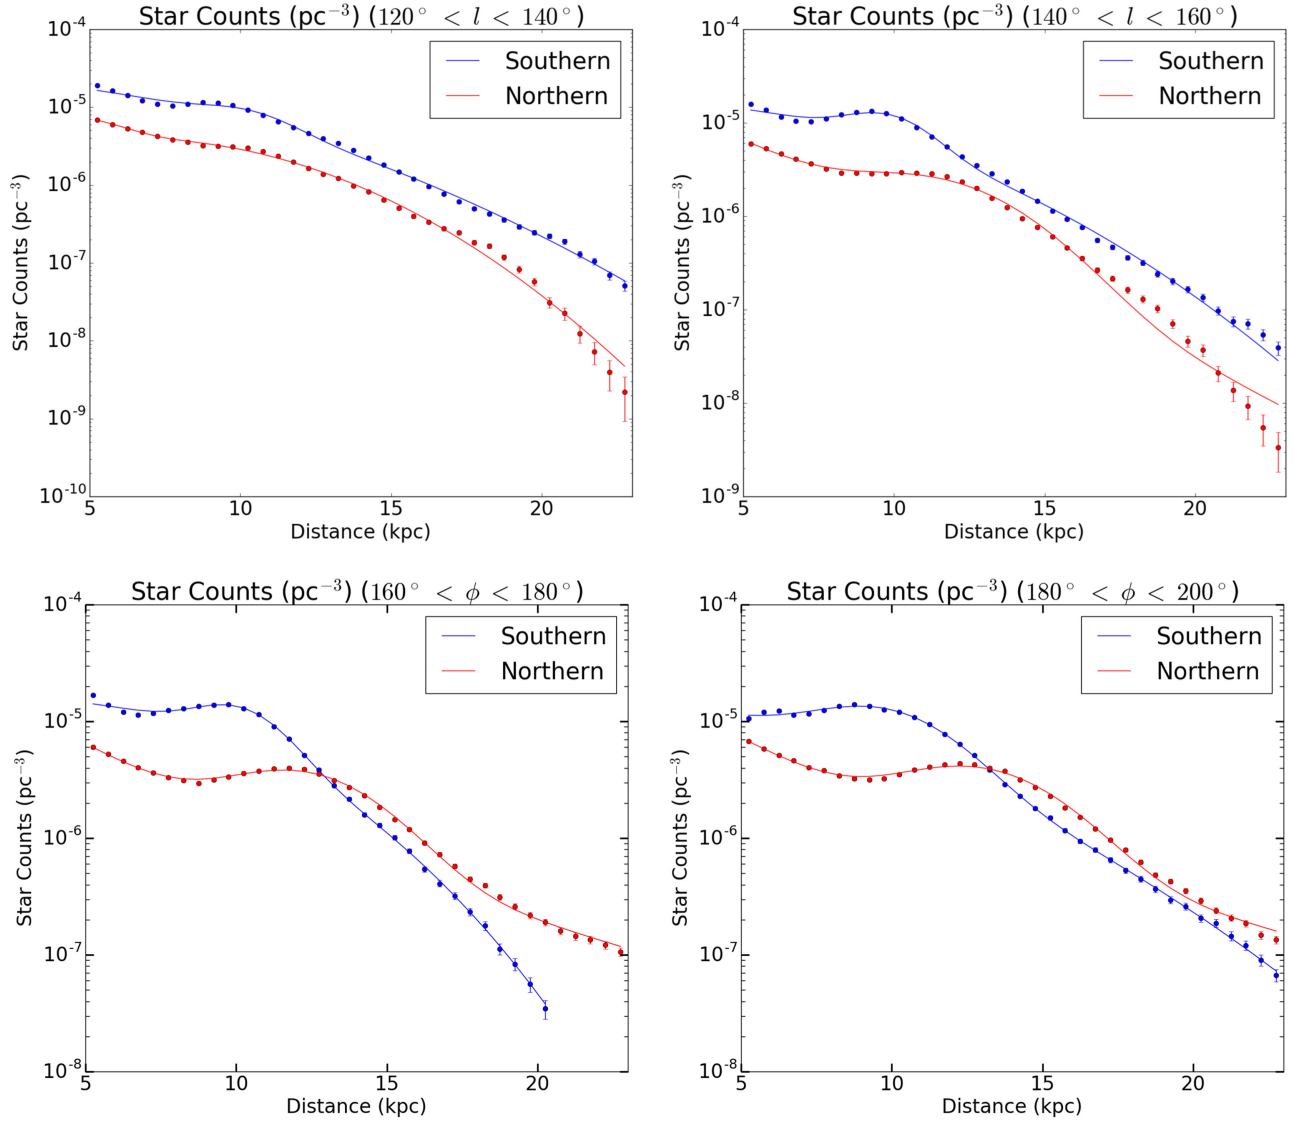 Star Counts (pc⁻³) (120° < l < 140°)
10⁻⁴
10⁻⁵
10⁻⁶
10⁻⁷
10⁻⁸
10⁻⁹
10⁻¹⁰
Star Counts (pc⁻³)
Southern
Northern
5 10 15 20
Distance (kpc)
Star Counts (pc⁻³) (140° < l < 160°)
10⁻⁴
10⁻⁵
10⁻⁶
10⁻⁷
10⁻⁸
10⁻⁹
Star Counts (pc⁻³)
Southern
Northern
5 10 15 20
Distance (kpc)
Star Counts (pc⁻³) (160° < ϕ < 180°)
10⁻⁴
10⁻⁵
10⁻⁶
10⁻⁷
10⁻⁸
Star Counts (pc⁻³)
Southern
Northern
5 10 15 20
Distance (kpc)
Star Counts (pc⁻³) (180° < ϕ < 200°)
10⁻⁴
10⁻⁵
10⁻⁶
10⁻⁷
10⁻⁸
Star Counts (pc⁻³)
Southern
Northern
5 10 15 20
Distance (kpc)